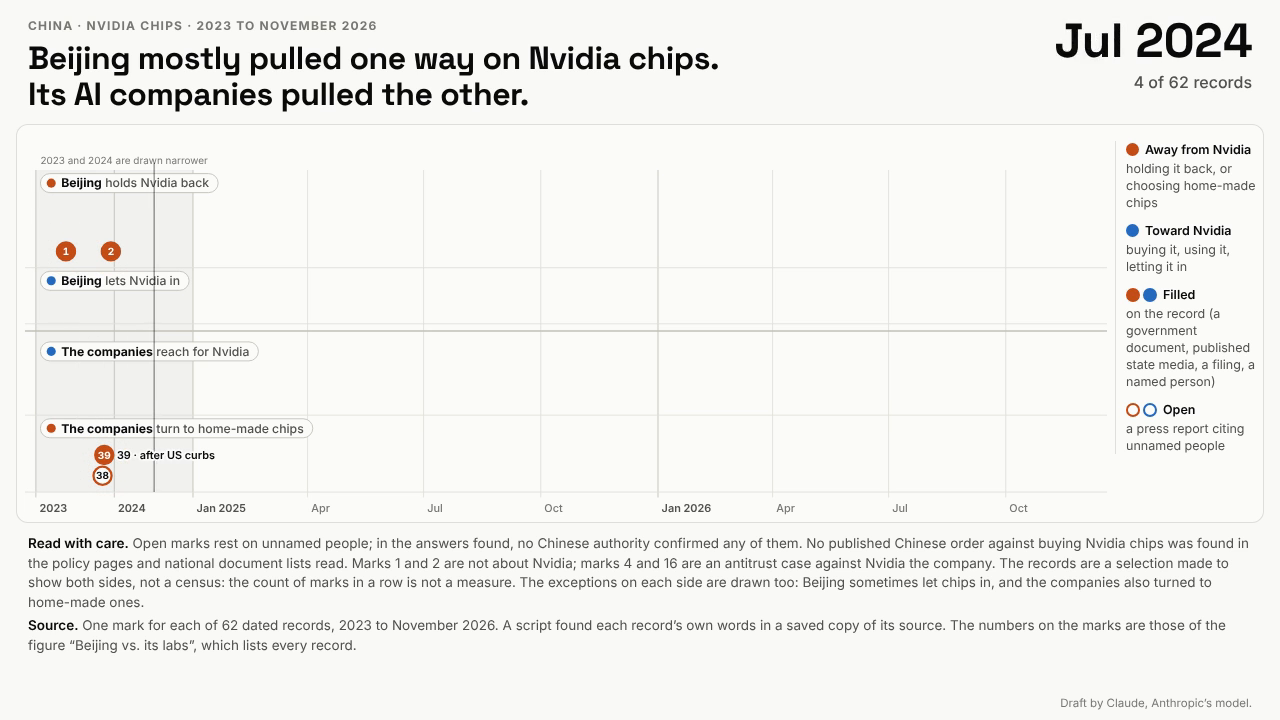 CHINA · NVIDIA CHIPS · 2023 TO NOVEMBER 2026
Beijing mostly pulled one way on Nvidia chips.
Its AI companies pulled the other.
Jul 2024
4 of 62 records
2023 and 2024 are drawn narrower
Beijing holds Nvidia back
1
2
Beijing lets Nvidia in
The companies reach for Nvidia
The companies turn to home-made chips
39
39 · after US curbs
38
2023
2024
Jan 2025
Apr
Jul
Oct
Jan 2026
Apr
Jul
Oct
Away from Nvidia
holding it back, or
choosing home-made
chips
Toward Nvidia
buying it, using it,
letting it in
Filled
on the record (a
government
document, published
state media, a filing, a
named person)
Open
a press report citing
unnamed people
Read with care. Open marks rest on unnamed people; in the answers found, no Chinese authority confirmed any of them. No published Chinese order against buying Nvidia chips was found in
the policy pages and national document lists read. Marks 1 and 2 are not about Nvidia; marks 4 and 16 are an antitrust case against Nvidia the company. The records are a selection made to
show both sides, not a census: the count of marks in a row is not a measure. The exceptions on each side are drawn too: Beijing sometimes let chips in, and the companies also turned to
home-made ones.
Source. One mark for each of 62 dated records, 2023 to November 2026. A script found each record’s own words in a saved copy of its source. The numbers on the marks are those of the
figure “Beijing vs. its labs”, which lists every record.
Draft by Claude, Anthropic’s model.